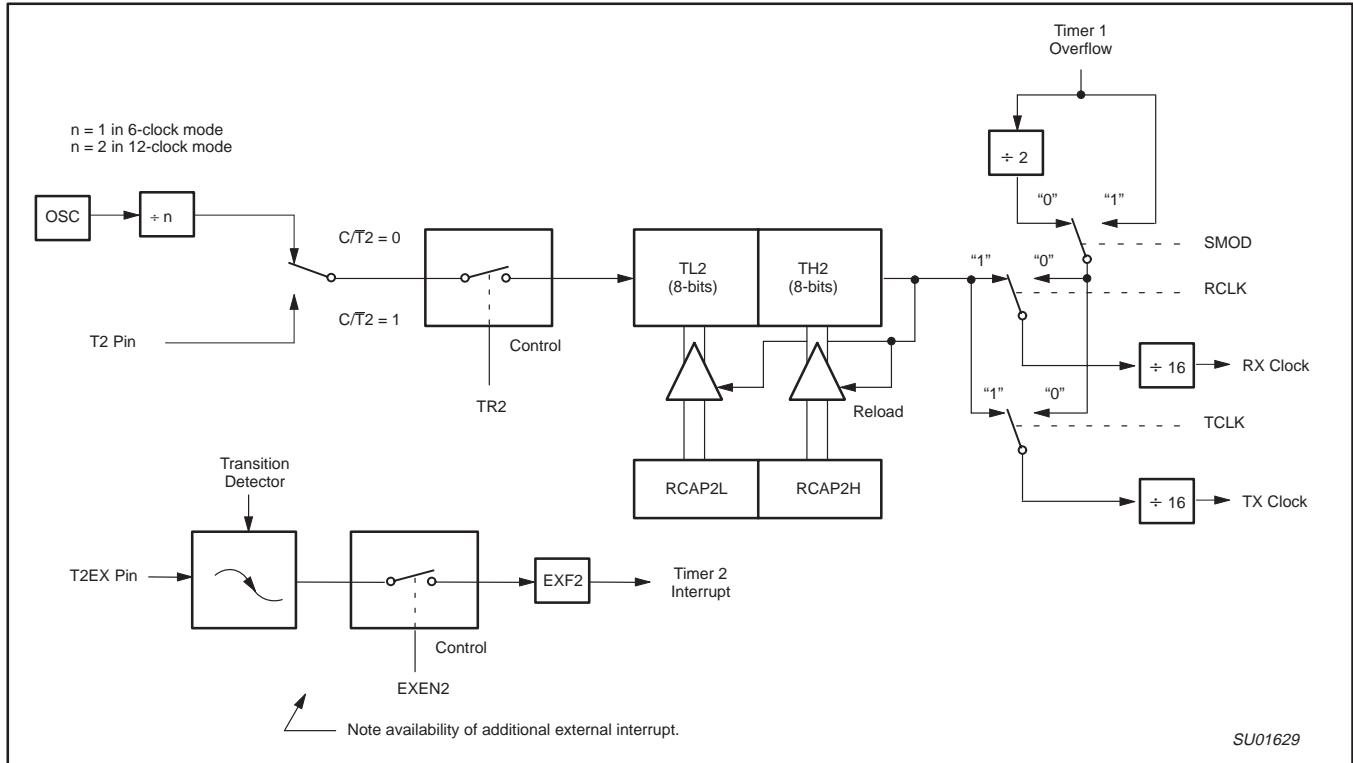 Timer 1
Overflow
n = 1 in 6-clock mode
n = 2 in 12-clock mode
÷ 2
“0”
“1”
OSC
÷ n
C/T̅2 = 0
TL2
(8-bits)
TH2
(8-bits)
SMOD
“1”
“0”
RCLK
C/T̅2 = 1
T2 Pin
Control
÷ 16
RX Clock
TR2
Reload
“1”
“0”
TCLK
Transition
Detector
RCAP2L
RCAP2H
÷ 16
TX Clock
T2EX Pin
EXF2
Timer 2
Interrupt
Control
EXEN2
Note availability of additional external interrupt.
SU01629